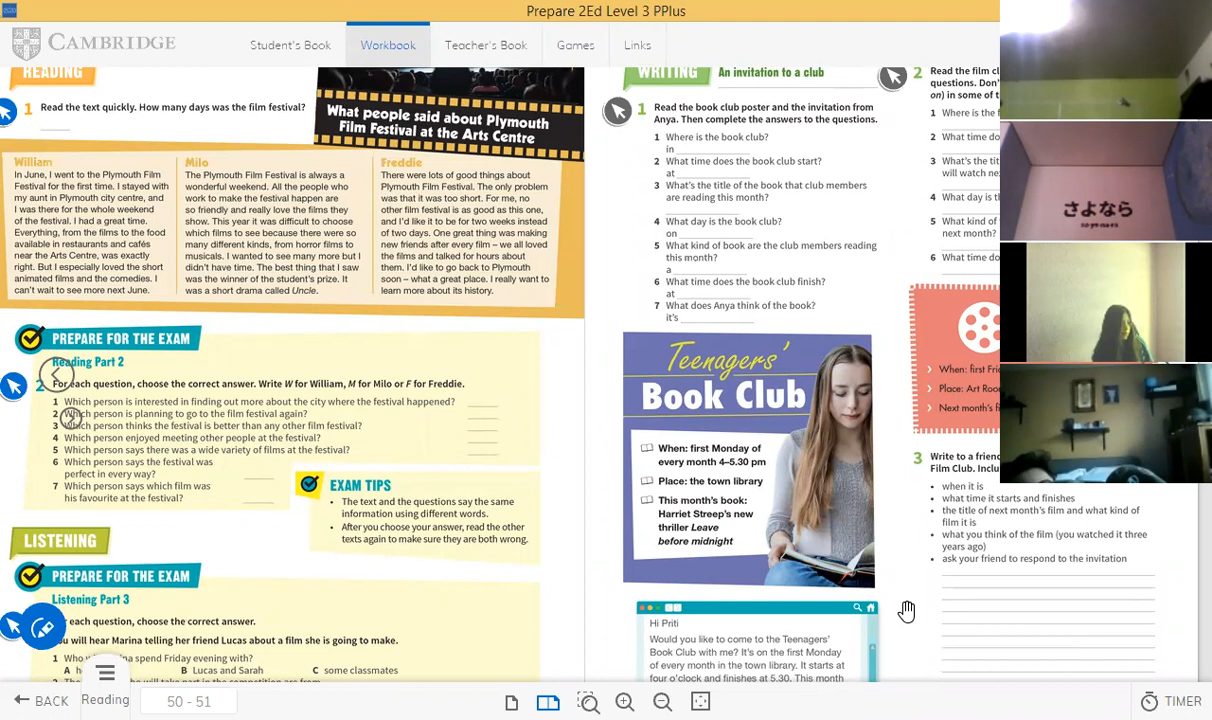 Prepare 2Ed Level 3 PPlus
CAMBRIDGE
Student's Book
Workbook
Teacher's Book
Games
Links
READING
1 Read the text quickly. How many days was the film festival?
What people said about Plymouth
Film Festival at the Arts Centre
William
In June, I went to the Plymouth Film
Festival for the first time. I stayed with
my aunt in Plymouth city centre, and
I was there for the whole weekend
of the festival. I had a great time.
Everything, from the films to the food
available in restaurants and cafés
near the Arts Centre, was exactly
right. But I especially loved the short
animated films and the comedies. I
can't wait to see more next June.
Milo
The Plymouth Film Festival is always a
wonderful weekend. All the people who
work to make the festival happen are
so friendly and really love the films they
show. This year it was difficult to choose
which films to see because there were so
many different kinds, from horror films to
musicals. I wanted to see many more but I
didn't have time. The best thing that I saw
was the winner of the student's prize. It
was a short drama called Uncle.
Freddie
There were lots of good things about
Plymouth Film Festival. The only problem
was that it was too short. For me, no
other film festival is as good as this one,
and I'd like it to be for two weeks instead
of two days. One great thing was making
new friends after every film – we all loved
the films and talked for hours about
them. I'd like to go back to Plymouth
soon – what a great place. I really want to
learn more about its history.
PREPARE FOR THE EXAM
Reading Part 2
2 For each question, choose the correct answer. Write W for William, M for Milo or F for Freddie.
1 Which person is interested in finding out more about the city where the festival happened?
2 Which person is planning to go to the film festival again?
3 Which person thinks the festival is better than any other film festival?
4 Which person enjoyed meeting other people at the festival?
5 Which person says there was a wide variety of films at the festival?
6 Which person says the festival was
perfect in every way?
7 Which person says which film was
his favourite at the festival?
EXAM TIPS
• The text and the questions say the same
information using different words.
• After you choose your answer, read the other
texts again to make sure they are both wrong.
LISTENING
PREPARE FOR THE EXAM
Listening Part 3
each question, choose the correct answer.
will hear Marina telling her friend Lucas about a film she is going to make.
1 Who
spend Friday evening with?
A
B Lucas and Sarah
C some classmates
WRITING
An invitation to a club
1 Read the book club poster and the invitation from
Anya. Then complete the answers to the questions.
1 Where is the book club?
in
2 What time does the book club start?
at
3 What's the title of the book that club members
are reading this month?
4 What day is the book club?
on
5 What kind of book are the club members reading
this month?
a
6 What time does the book club finish?
at
7 What does Anya think of the book?
it's
Teenagers'
Book Club
When: first Monday of
every month 4–5.30 pm
Place: the town library
This month's book:
Harriet Streep's new
thriller Leave
before midnight
Hi Priti
Would you like to come to the Teenagers'
Book Club with me? It's on the first Monday
of every month in the town library. It starts at
four o'clock and finishes at 5.30. This month
2 Read the film cl
questions. Don'
on) in some of t
1 Where is the f
2 What time do
3 What's the tit
will watch ne
4 What day is t
5 What kind of
next month?
6 What time do
When: first Fri
Place: Art Roo
Next month's f
3 Write to a frien
Film Club. Inclu
• when it is
• what time it starts and finishes
• the title of next month's film and what kind of
film it is
• what you think of the film (you watched it three
years ago)
• ask your friend to respond to the invitation
さよなら
sayonara
BACK
Reading
50 - 51
TIMER